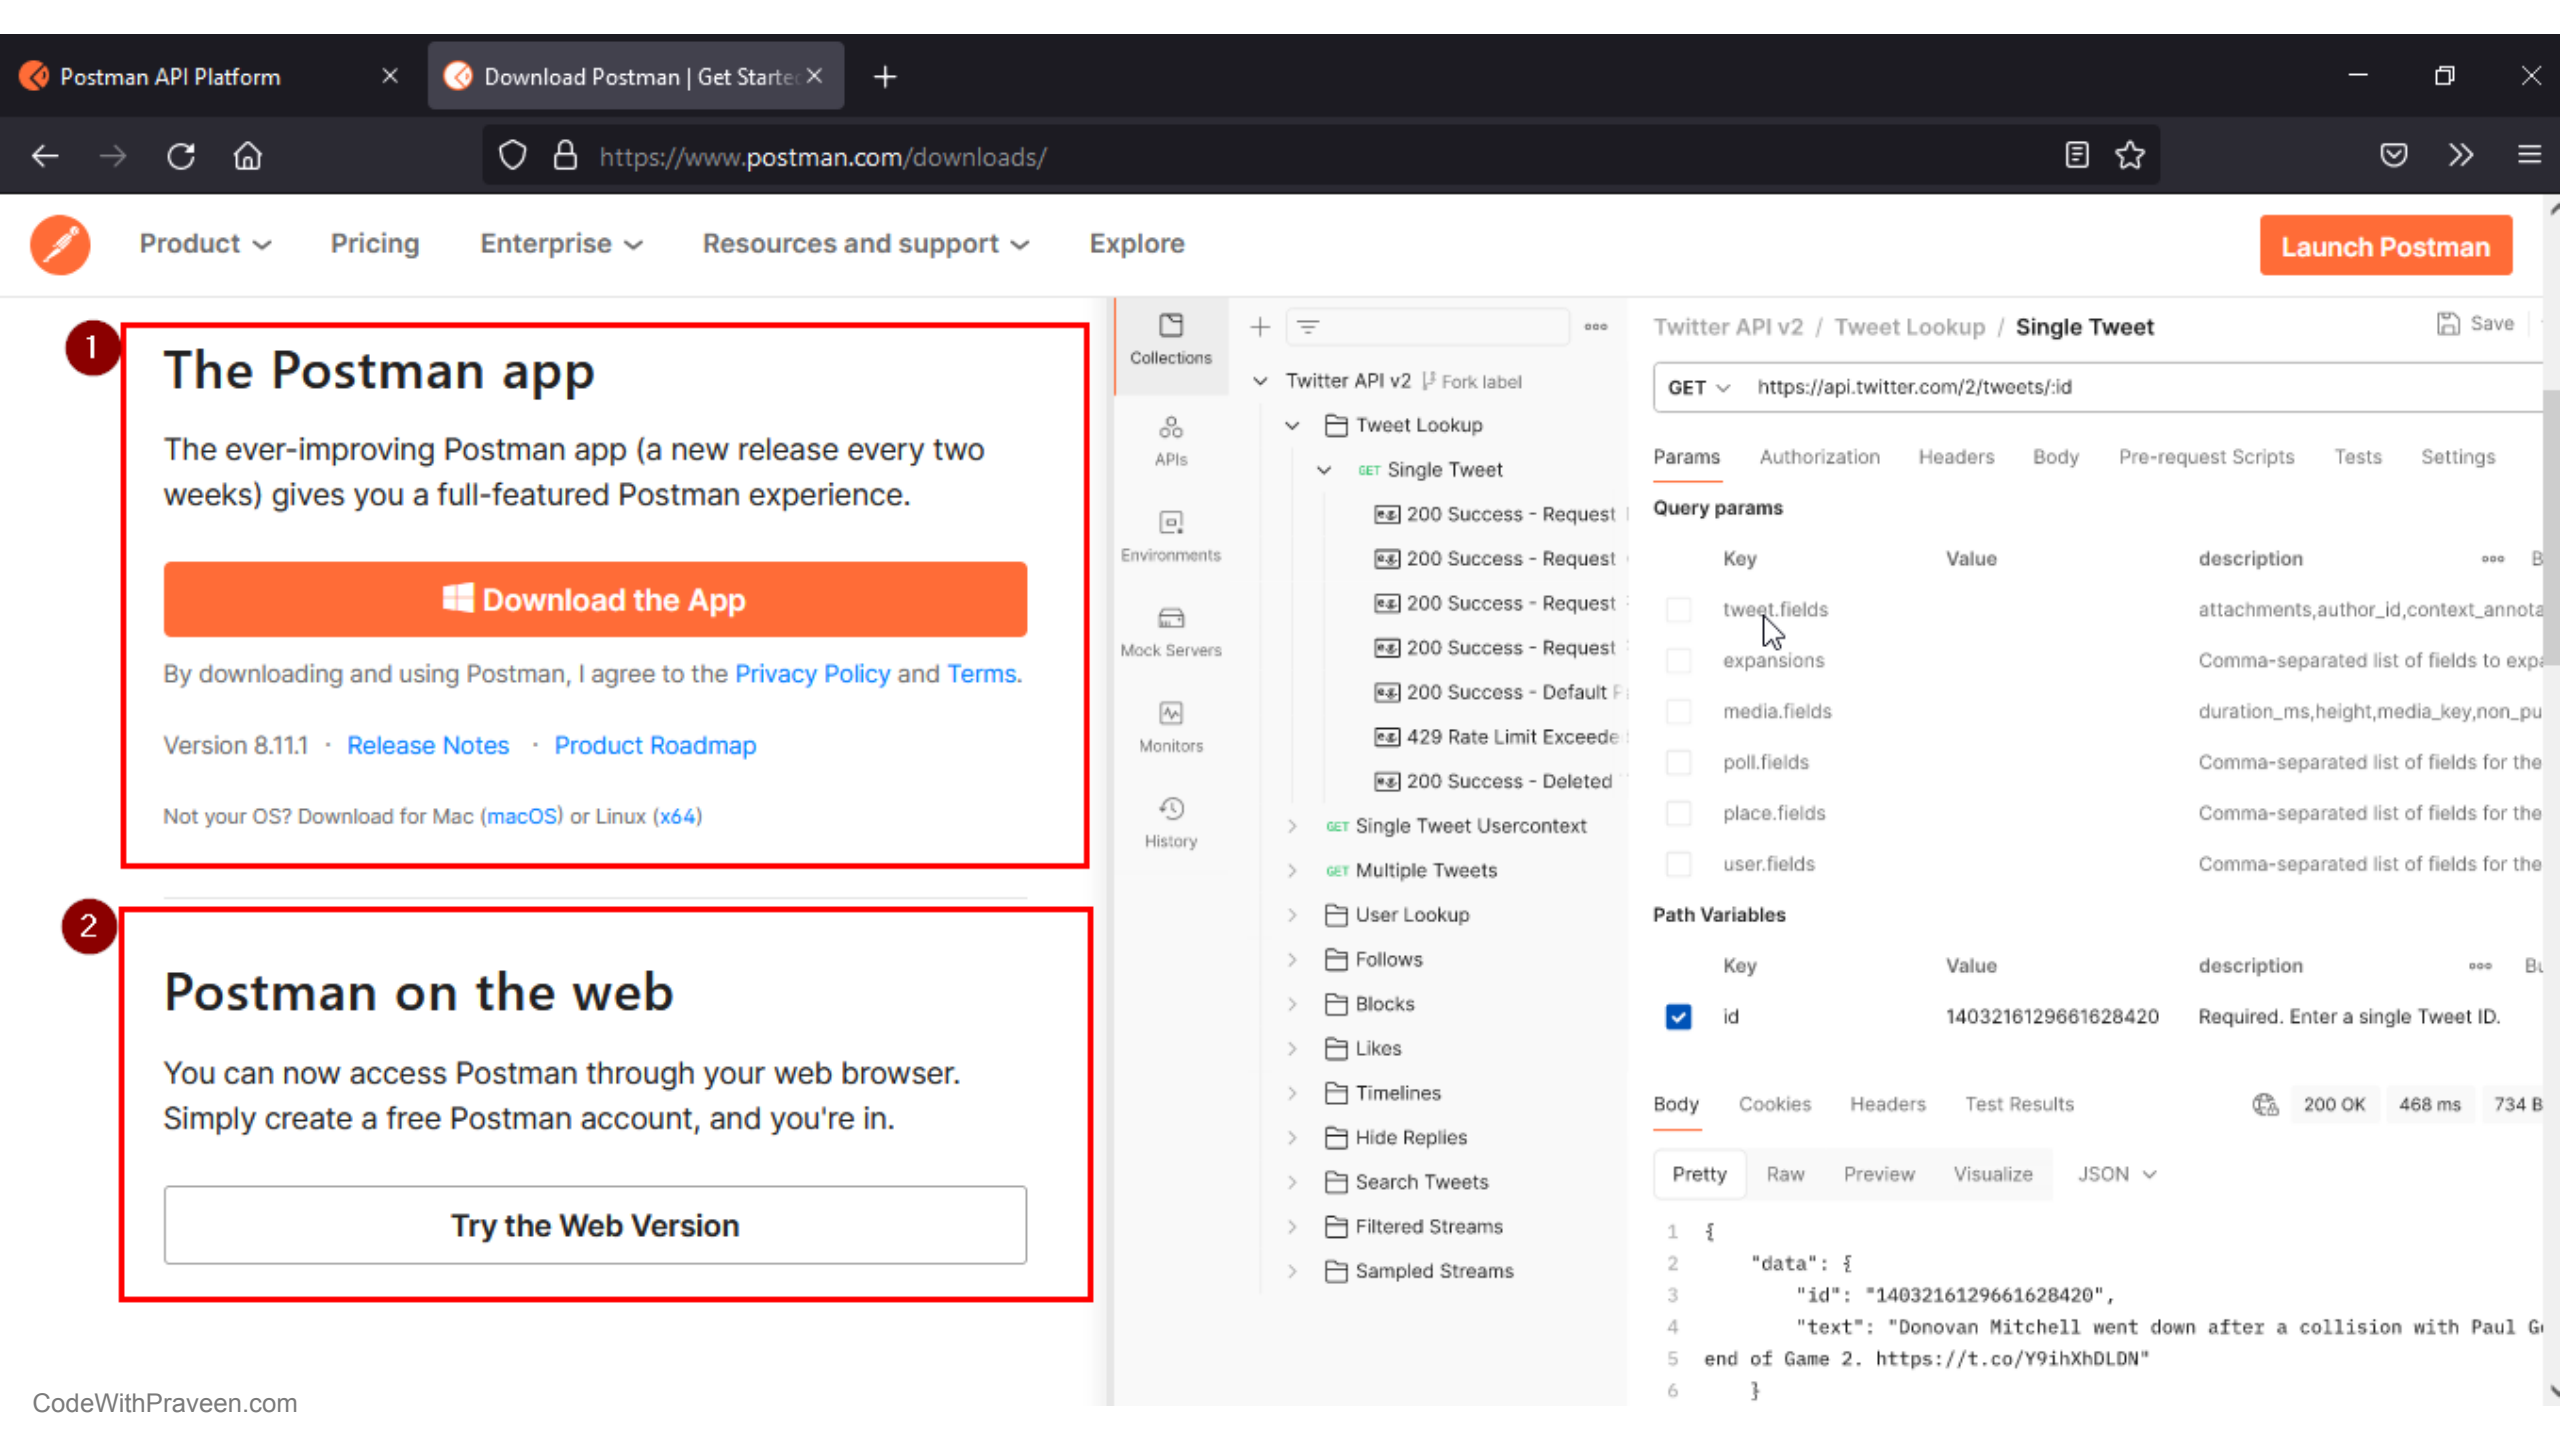 Postman API Platform
Download Postman | Get Starte
https://www.postman.com/downloads/
Product
Pricing
Enterprise
Resources and support
Explore
Launch Postman
1
The Postman app
The ever-improving Postman app (a new release every two
weeks) gives you a full-featured Postman experience.
Download the App
By downloading and using Postman, I agree to the Privacy Policy and Terms.
Version 8.11.1 · Release Notes · Product Roadmap
Not your OS? Download for Mac (macOS) or Linux (x64)
2
Postman on the web
You can now access Postman through your web browser.
Simply create a free Postman account, and you're in.
Try the Web Version
CodeWithPraveen.com
Collections
APIs
Environments
Mock Servers
Monitors
History
Twitter API v2 Fork label
Tweet Lookup
GET Single Tweet
e.g. 200 Success - Request
e.g. 200 Success - Request
e.g. 200 Success - Request
e.g. 200 Success - Request
e.g. 200 Success - Default
e.g. 429 Rate Limit Exceede
e.g. 200 Success - Deleted
GET Single Tweet Usercontext
GET Multiple Tweets
User Lookup
Follows
Blocks
Likes
Timelines
Hide Replies
Search Tweets
Filtered Streams
Sampled Streams
Twitter API v2 / Tweet Lookup / Single Tweet
Save
GET https://api.twitter.com/2/tweets/:id
Params Authorization Headers Body Pre-request Scripts Tests Settings
Query params
Key Value description B
tweet.fields attachments,author_id,context_annota
expansions Comma-separated list of fields to expa
media.fields duration_ms,height,media_key,non_pu
poll.fields Comma-separated list of fields for the
place.fields Comma-separated list of fields for the
user.fields Comma-separated list of fields for the
Path Variables
Key Value description Bu
id 1403216129661628420 Required. Enter a single Tweet ID.
Body Cookies Headers Test Results 200 OK 468 ms 734 B
Pretty Raw Preview Visualize JSON
1 {
2 "data": {
3 "id": "1403216129661628420",
4 "text": "Donovan Mitchell went down after a collision with Paul G
5 end of Game 2. https://t.co/Y9ihXhDLDN"
6 }